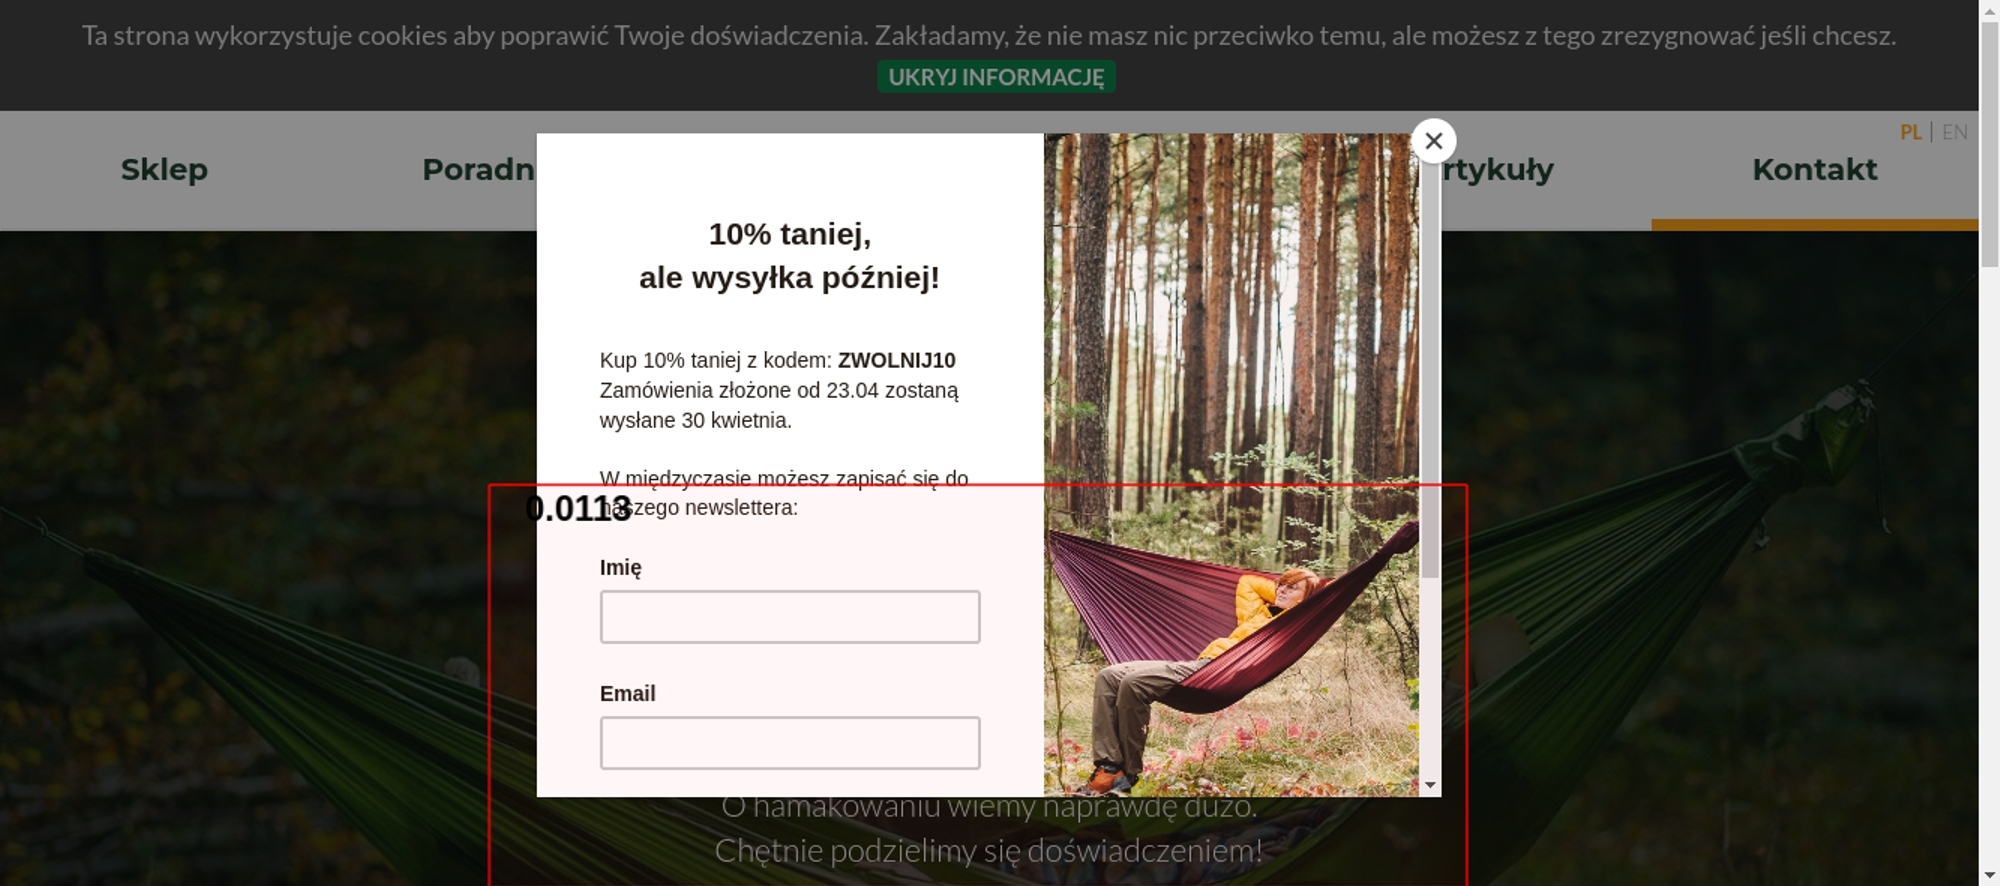 Ta strona wykorzystuje cookies aby poprawić Twoje doświadczenia. Zakładamy, że nie masz nic przeciwko temu, ale możesz z tego zrezygnować jeśli chcesz.
UKRYJ INFORMACJĘ
PL | EN
Sklep
Poradn
rtykuły
Kontakt
10% taniej,
ale wysyłka później!
Kup 10% taniej z kodem: ZWOLNIJ10
Zamówienia złożone od 23.04 zostaną
wysłane 30 kwietnia.
W międzyczasie możesz zapisać się do
naszego newslettera:
0.0113
Imię
Email
O hamakowaniu wiemy naprawdę dużo.
Chętnie podzielimy się doświadczeniem!